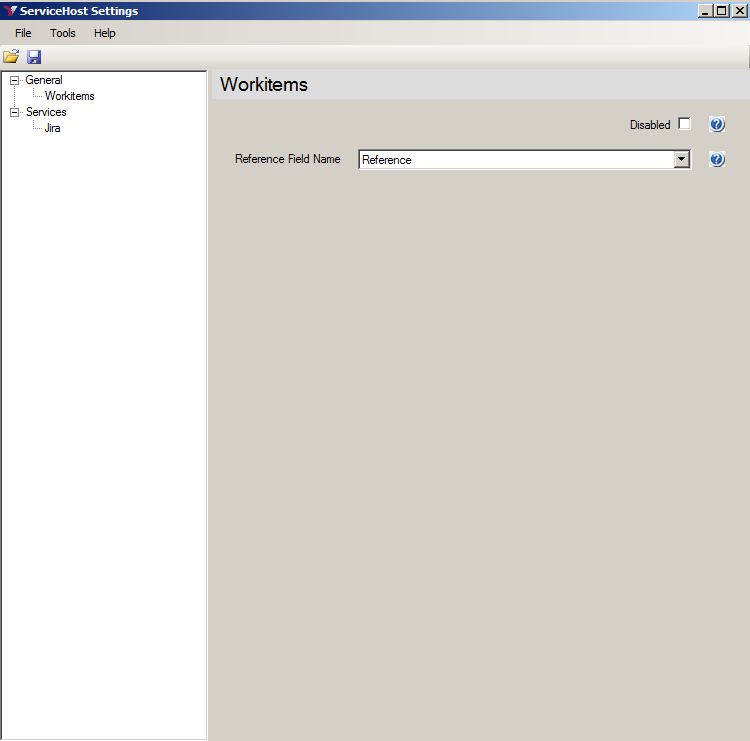 ServiceHost Settings
File Tools Help
General
Workitems
Services
Jira
Workitems
Disabled
Reference Field Name Reference